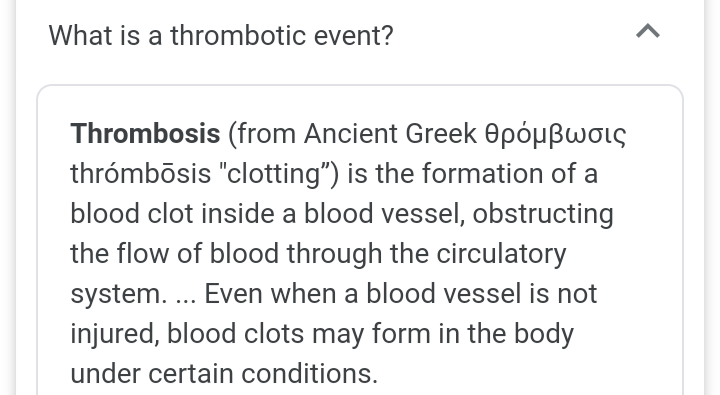 What is a thrombotic event?
Thrombosis (from Ancient Greek θρόμβωσις
thrómbōsis "clotting”) is the formation of a
blood clot inside a blood vessel, obstructing
the flow of blood through the circulatory
system. ... Even when a blood vessel is not
injured, blood clots may form in the body
under certain conditions.